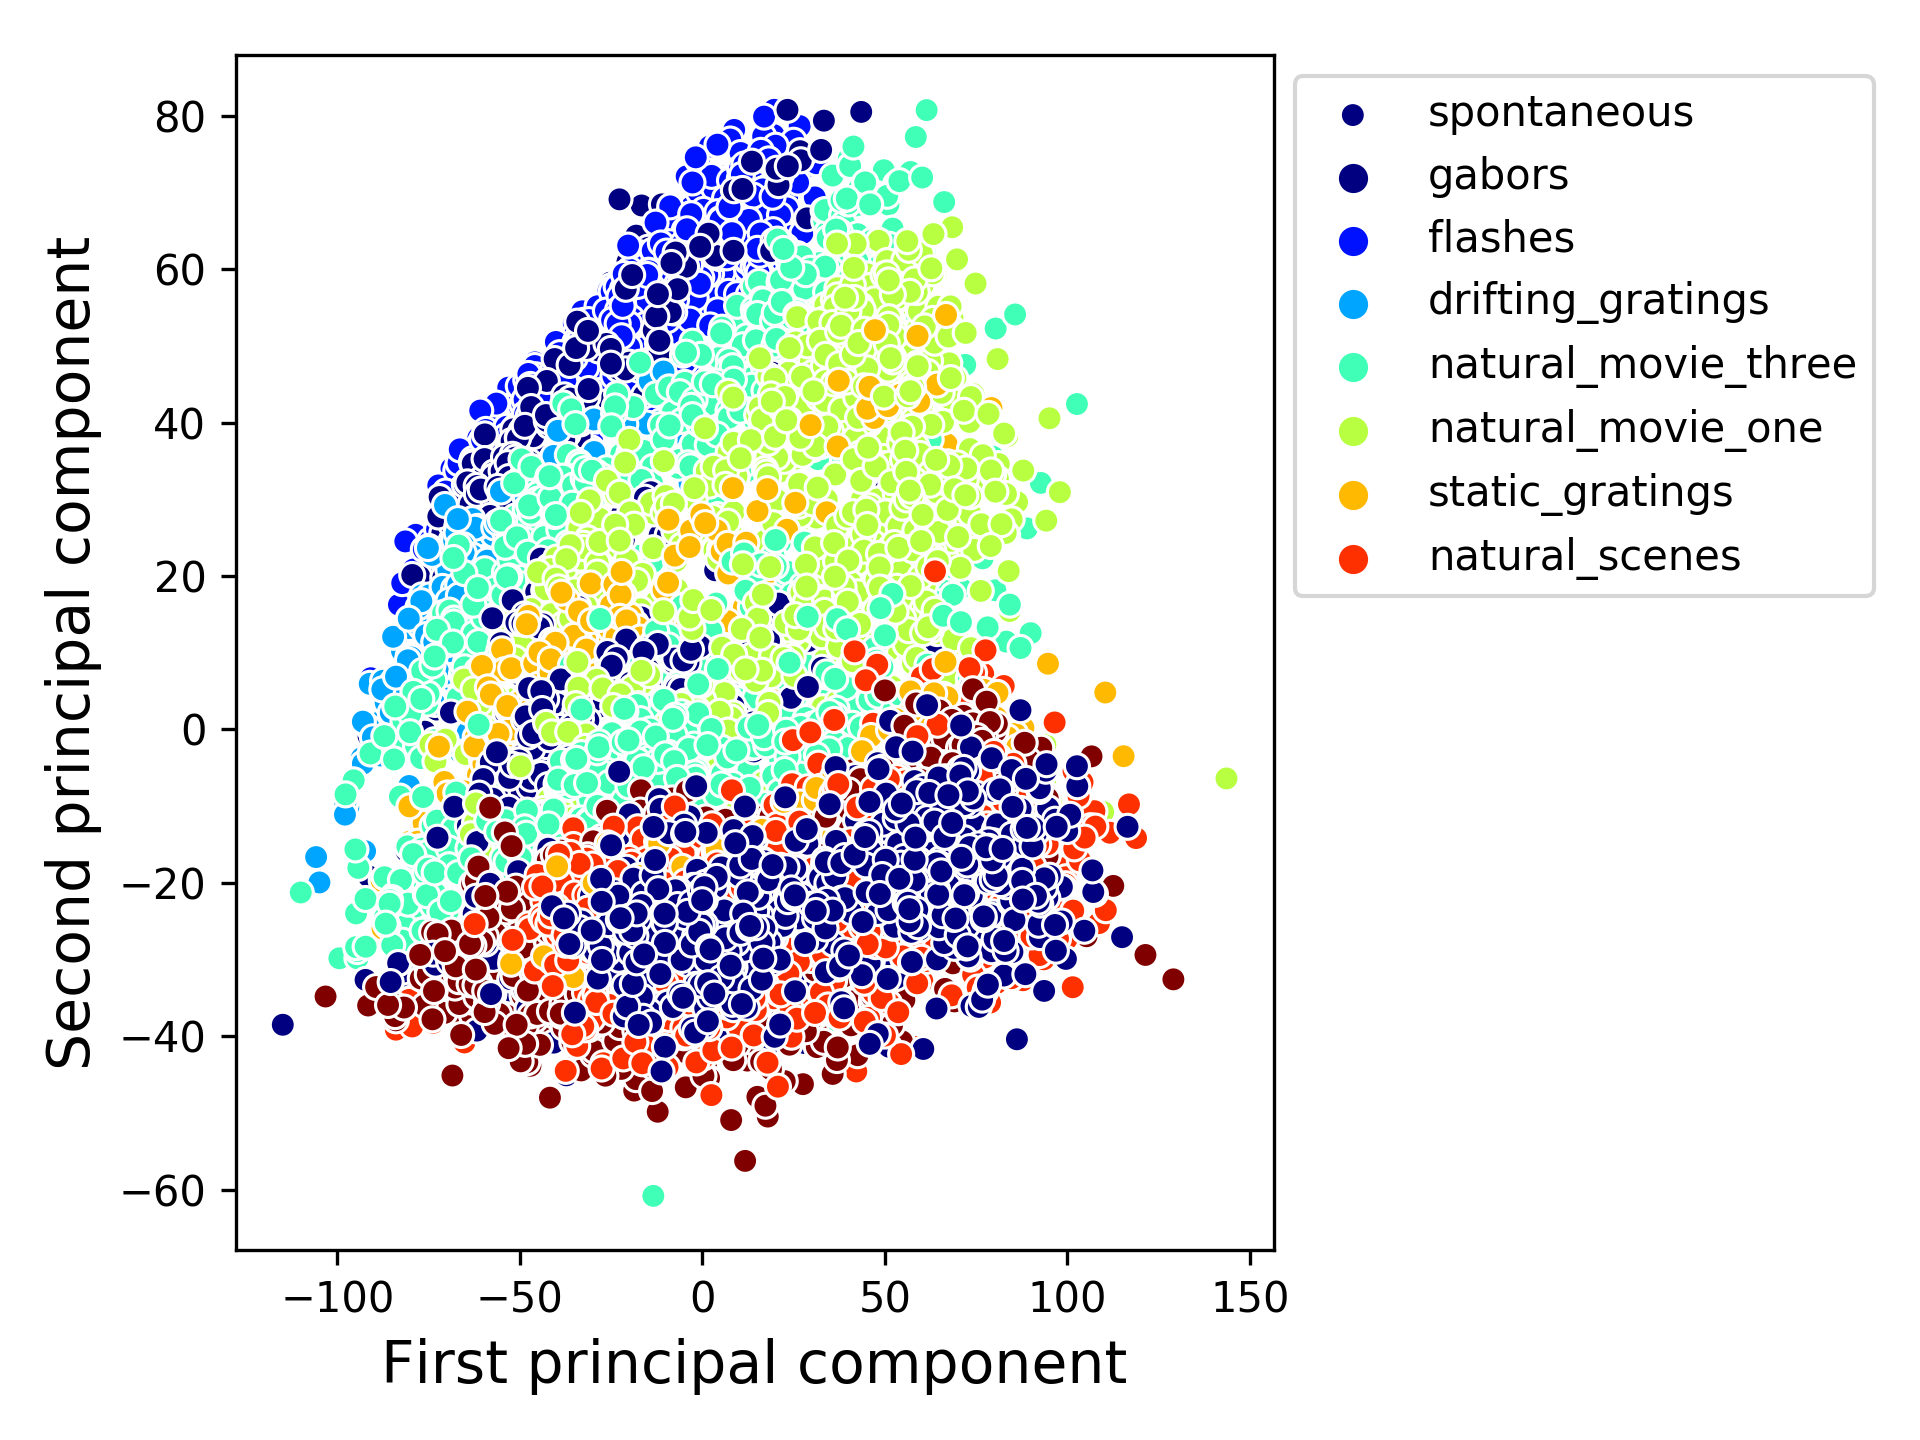 80
60
40
20
0
−20
−40
−60
−100
−50
0
50
100
150
First principal component
Second principal component
spontaneous
gabors
flashes
drifting_gratings
natural_movie_three
natural_movie_one
static_gratings
natural_scenes